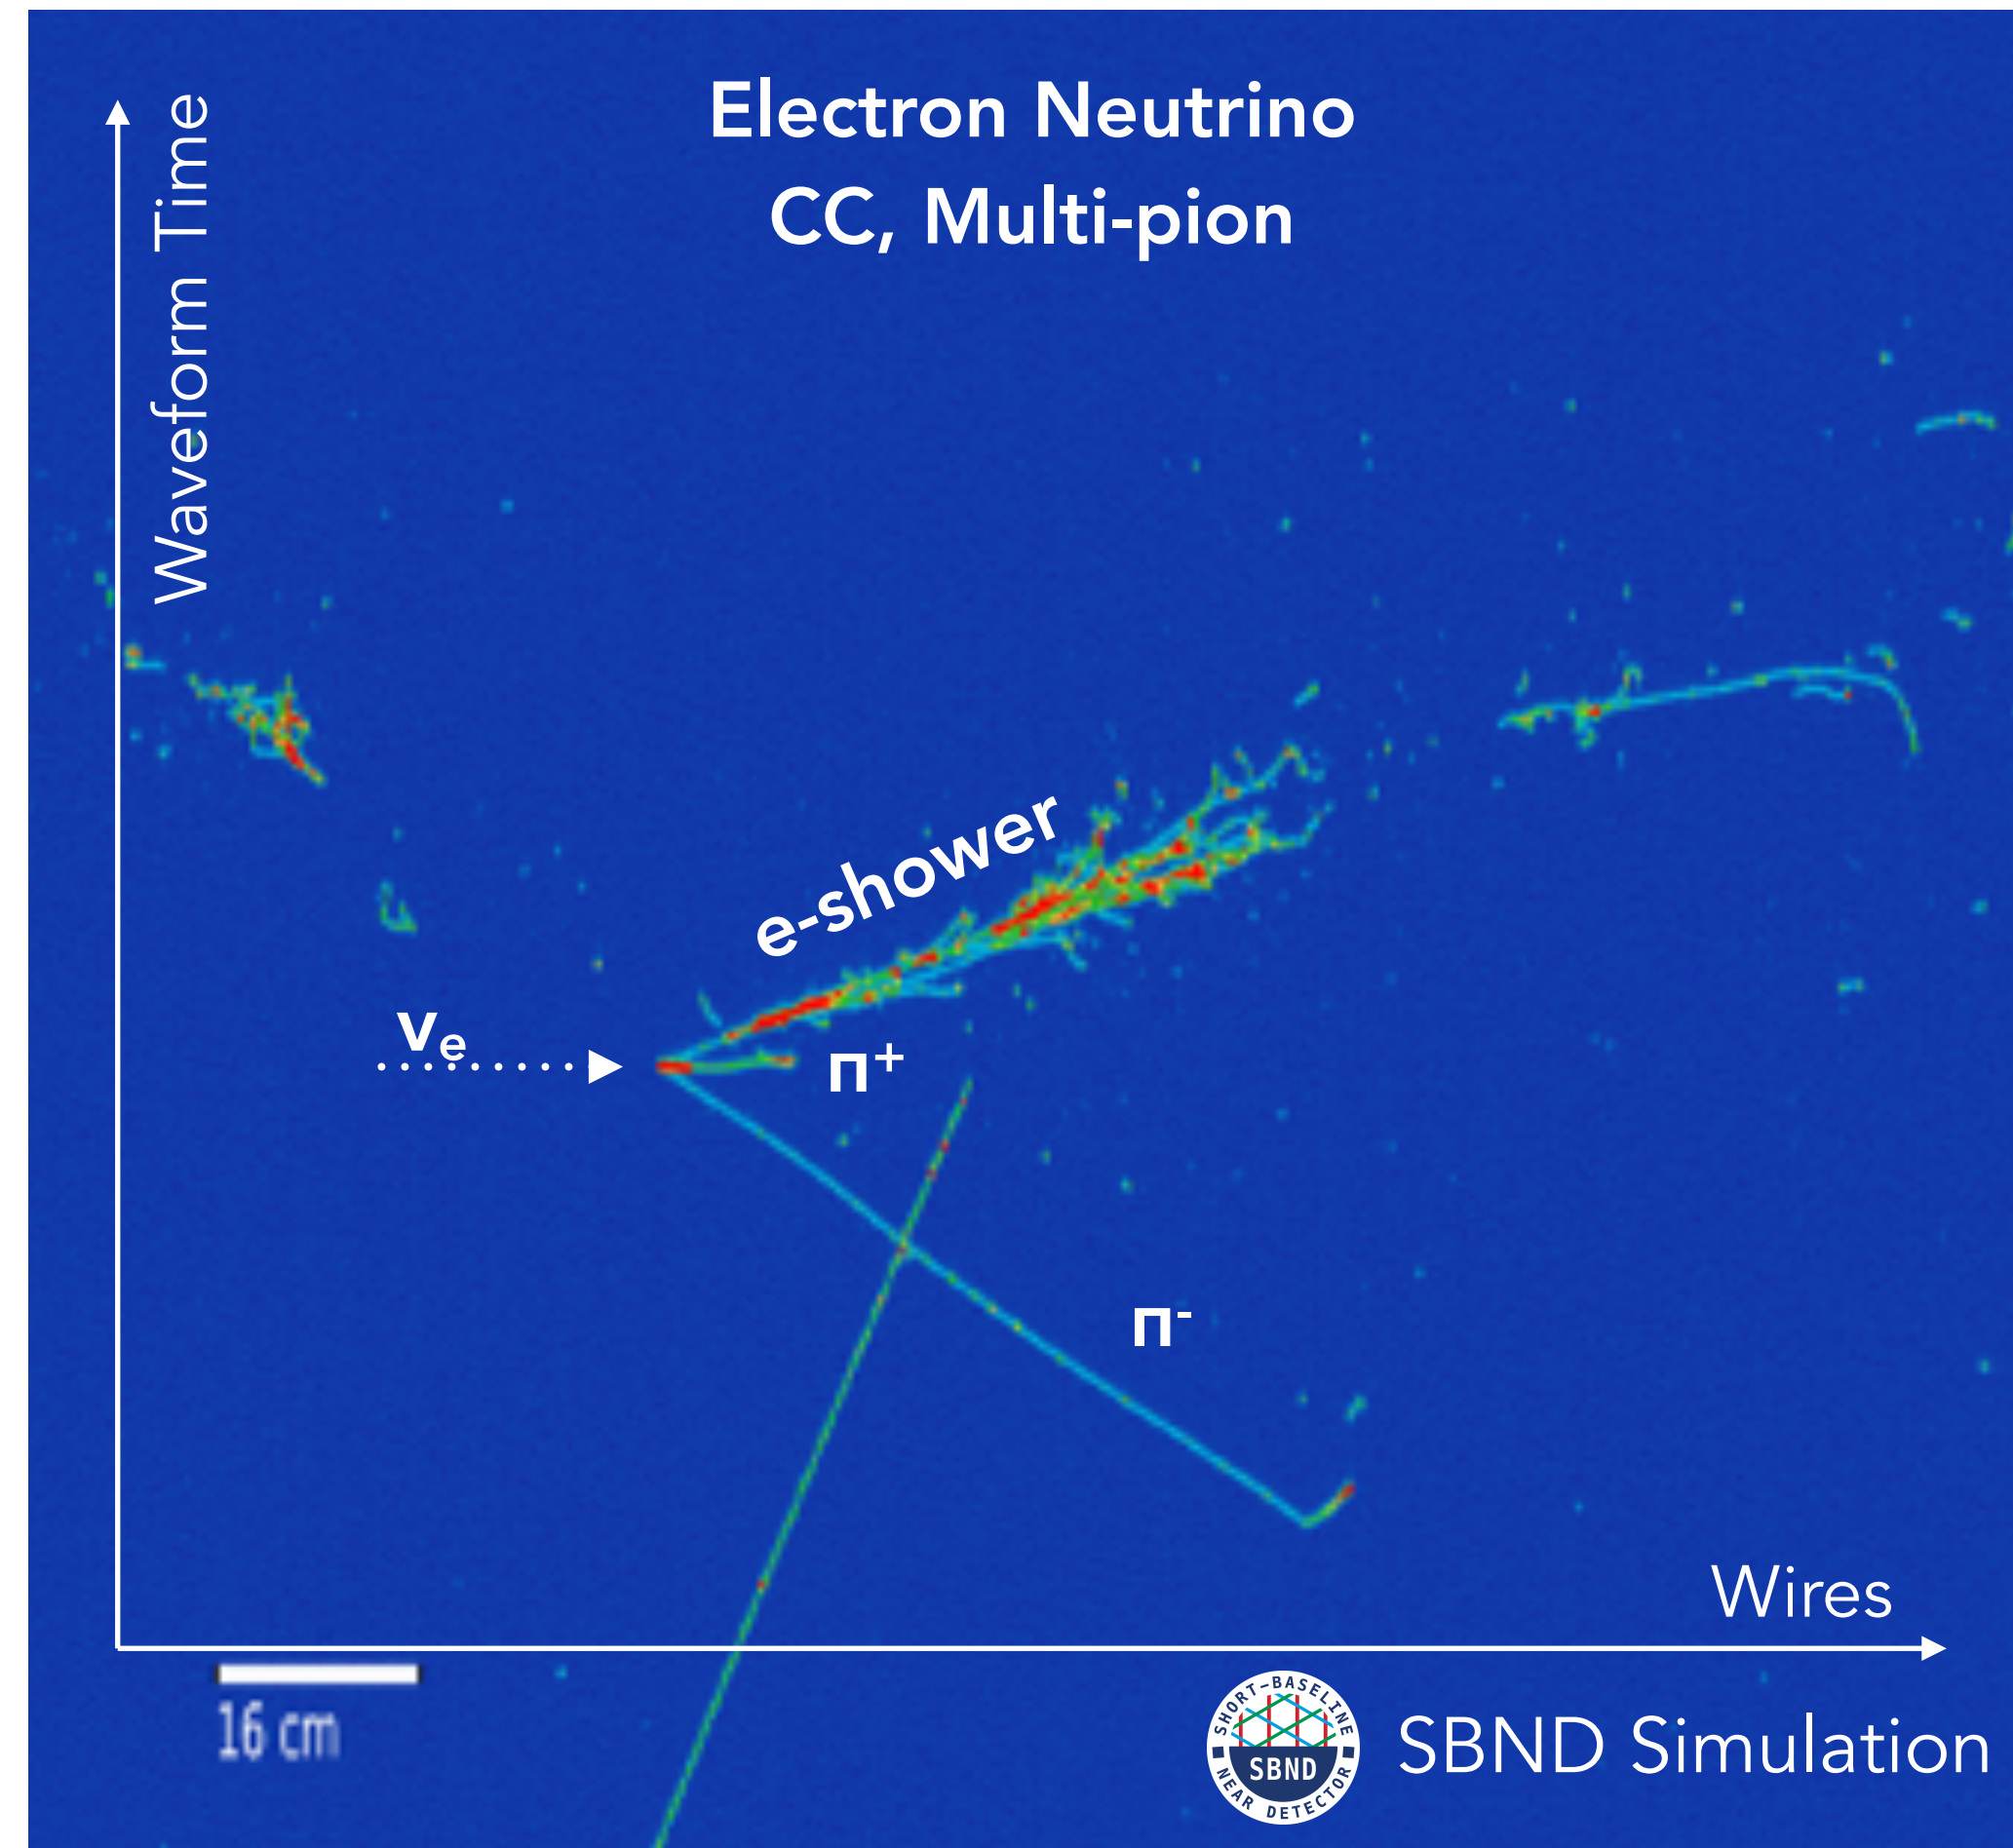 Electron Neutrino
CC, Multi-pion
Waveform Time
e-shower
νe
π+
π-
Wires
16 cm
SHORT-BASELINE
SBND
NEAR DETECTOR
SBND Simulation